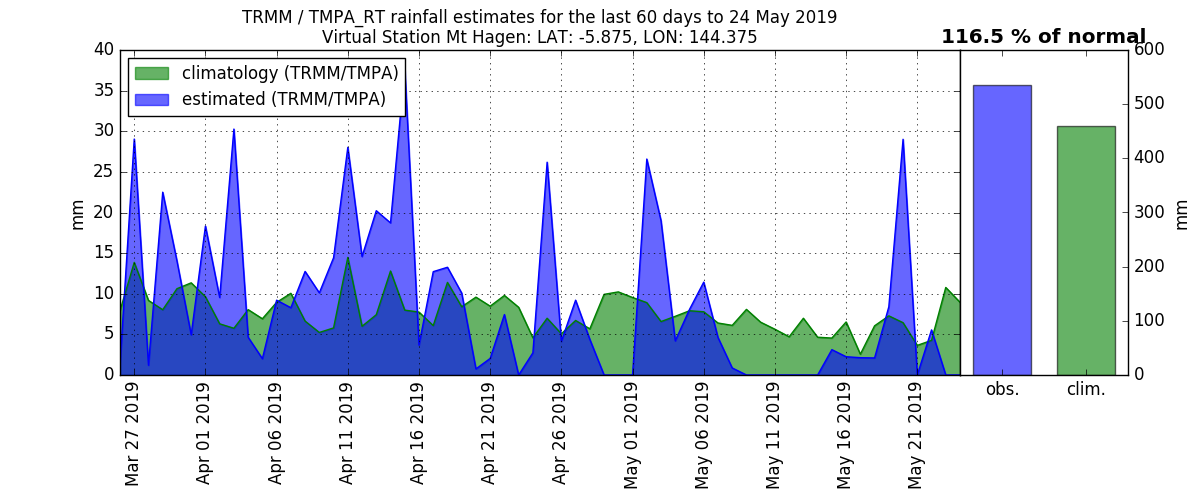 TRMM / TMPA_RT rainfall estimates for the last 60 days to 24 May 2019
Virtual Station Mt Hagen: LAT: -5.875, LON: 144.375
116.5 % of normal
climatology (TRMM/TMPA)
estimated (TRMM/TMPA)
40
35
30
25
20
15
10
5
0
mm
600
500
400
300
200
100
0
mm
Mar 27 2019
Apr 01 2019
Apr 06 2019
Apr 11 2019
Apr 16 2019
Apr 21 2019
Apr 26 2019
May 01 2019
May 06 2019
May 11 2019
May 16 2019
May 21 2019
obs.
clim.